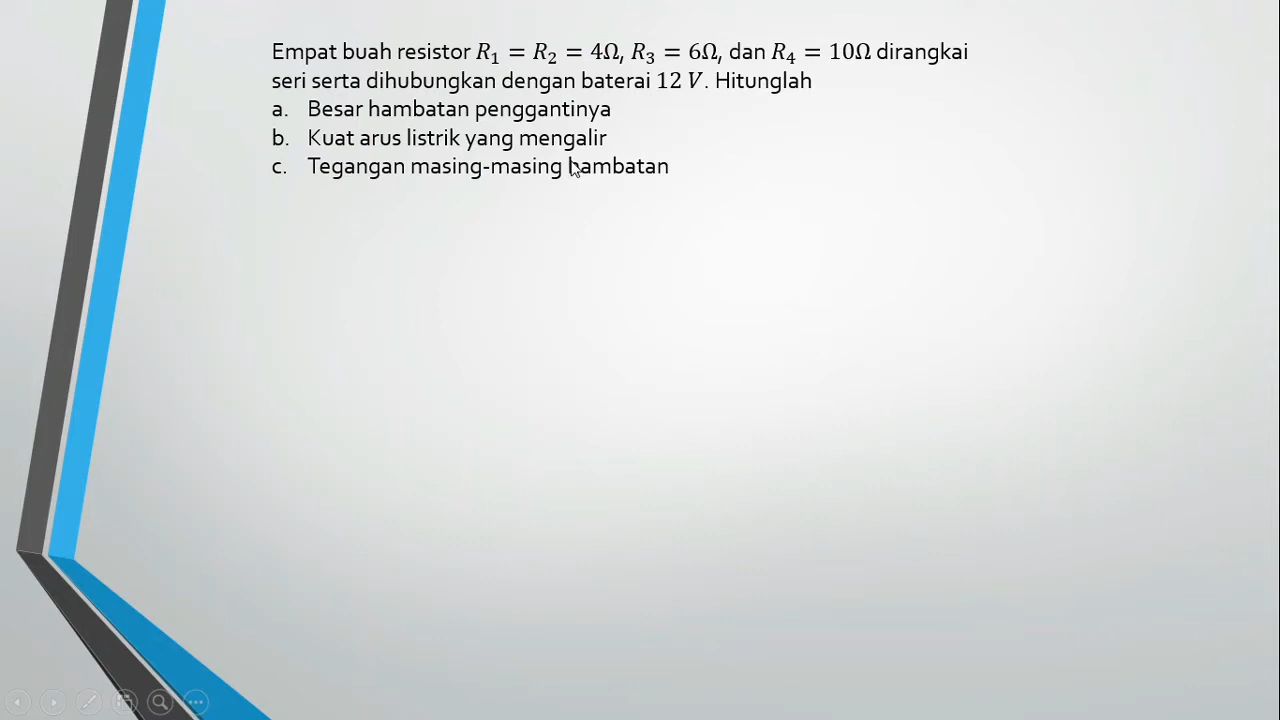 Empat buah resistor R₁ = R₂ = 4Ω, R₃ = 6Ω, dan R₄ = 10Ω dirangkai
seri serta dihubungkan dengan baterai 12 V. Hitunglah
a. Besar hambatan penggantinya
b. Kuat arus listrik yang mengalir
c. Tegangan masing-masing hambatan